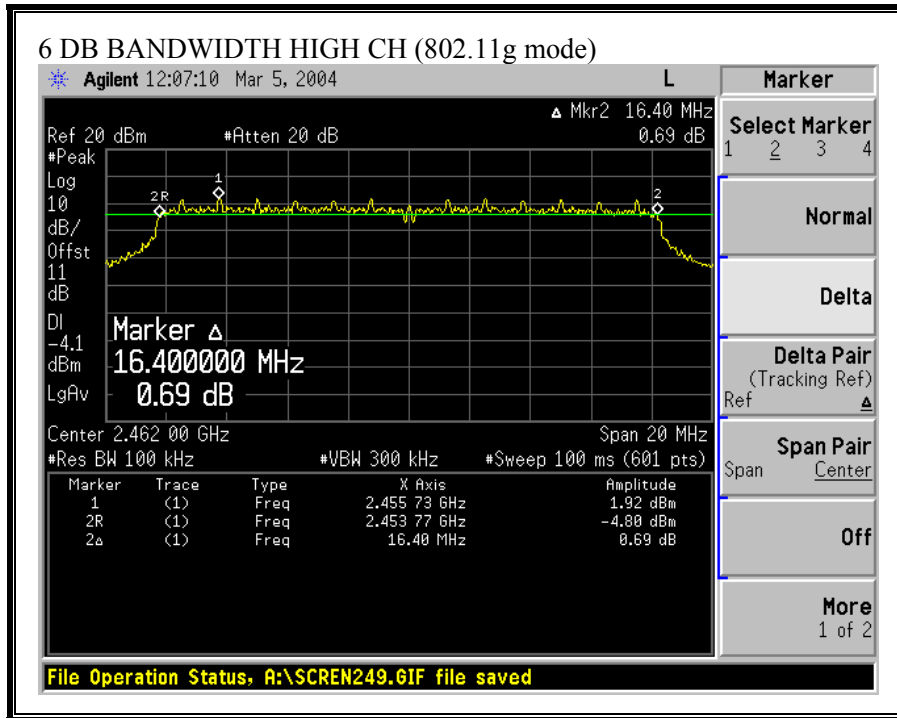 6 DB BANDWIDTH HIGH CH (802.11g mode)
Agilent 12:07:10 Mar 5, 2004 L
Δ Mkr2 16.40 MHz
Ref 20 dBm #Atten 20 dB 0.69 dB
#Peak
Log
10
dB/
Offst
11
dB
DI
-4.1
dBm
LgAv
1
2R
2
Marker Δ
16.400000 MHz
0.69 dB
Center 2.462 00 GHz Span 20 MHz
#Res BW 100 kHz #VBW 300 kHz #Sweep 100 ms (601 pts)
Marker Trace Type X Axis Amplitude
1 (1) Freq 2.455 73 GHz 1.92 dBm
2R (1) Freq 2.453 77 GHz -4.80 dBm
2Δ (1) Freq 16.40 MHz 0.69 dB
File Operation Status, A:\SCREN249.GIF file saved
Marker
Select Marker
1 2 3 4
Normal
Delta
Delta Pair
(Tracking Ref)
Ref Δ
Span Pair
Span Center
Off
More
1 of 2